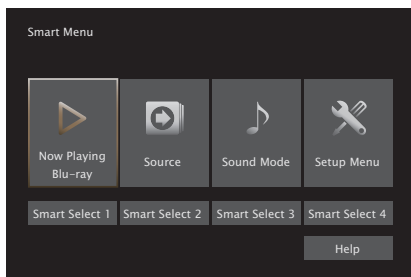 Smart Menu
Now Playing
Blu-ray
Source
Sound Mode
Setup Menu
Smart Select 1
Smart Select 2
Smart Select 3
Smart Select 4
Help